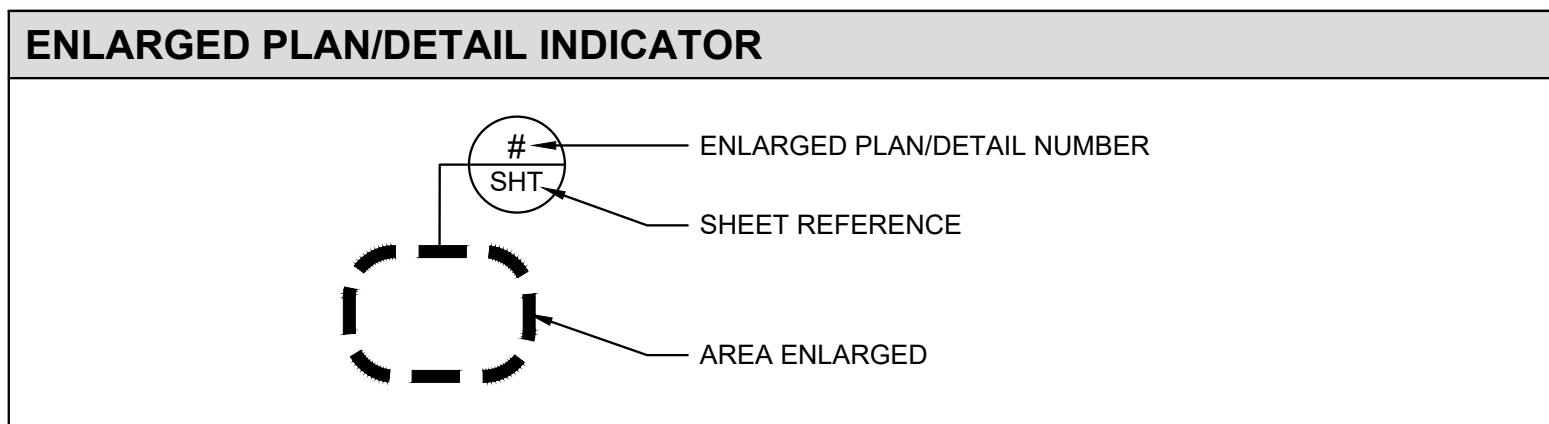 ENLARGED PLAN/DETAIL INDICATOR
#
ENLARGED PLAN/DETAIL NUMBER
SHT
SHEET REFERENCE
AREA ENLARGED